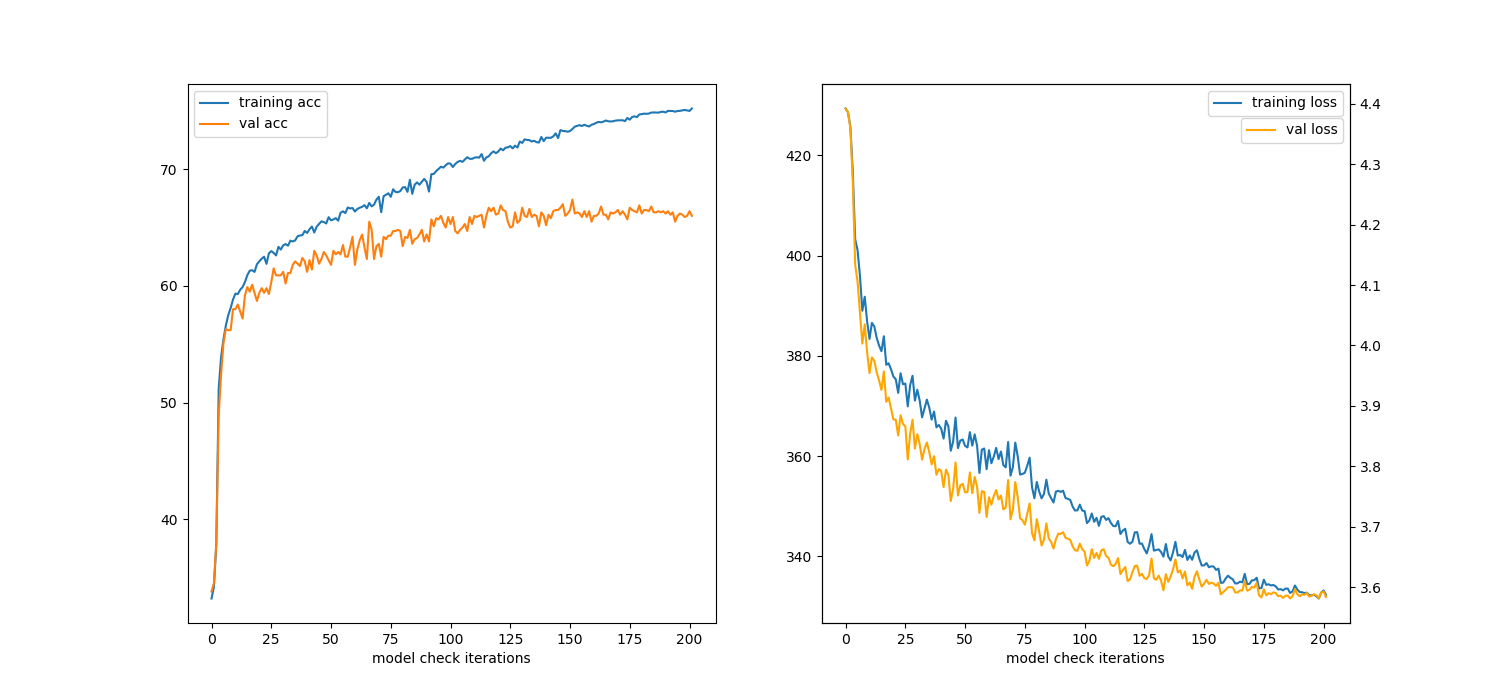 training acc
val acc
70
60
50
40
0 25 50 75 100 125 150 175 200
model check iterations
training loss
val loss
420
400
380
360
340
4.4
4.3
4.2
4.1
4.0
3.9
3.8
3.7
3.6
0 25 50 75 100 125 150 175 200
model check iterations